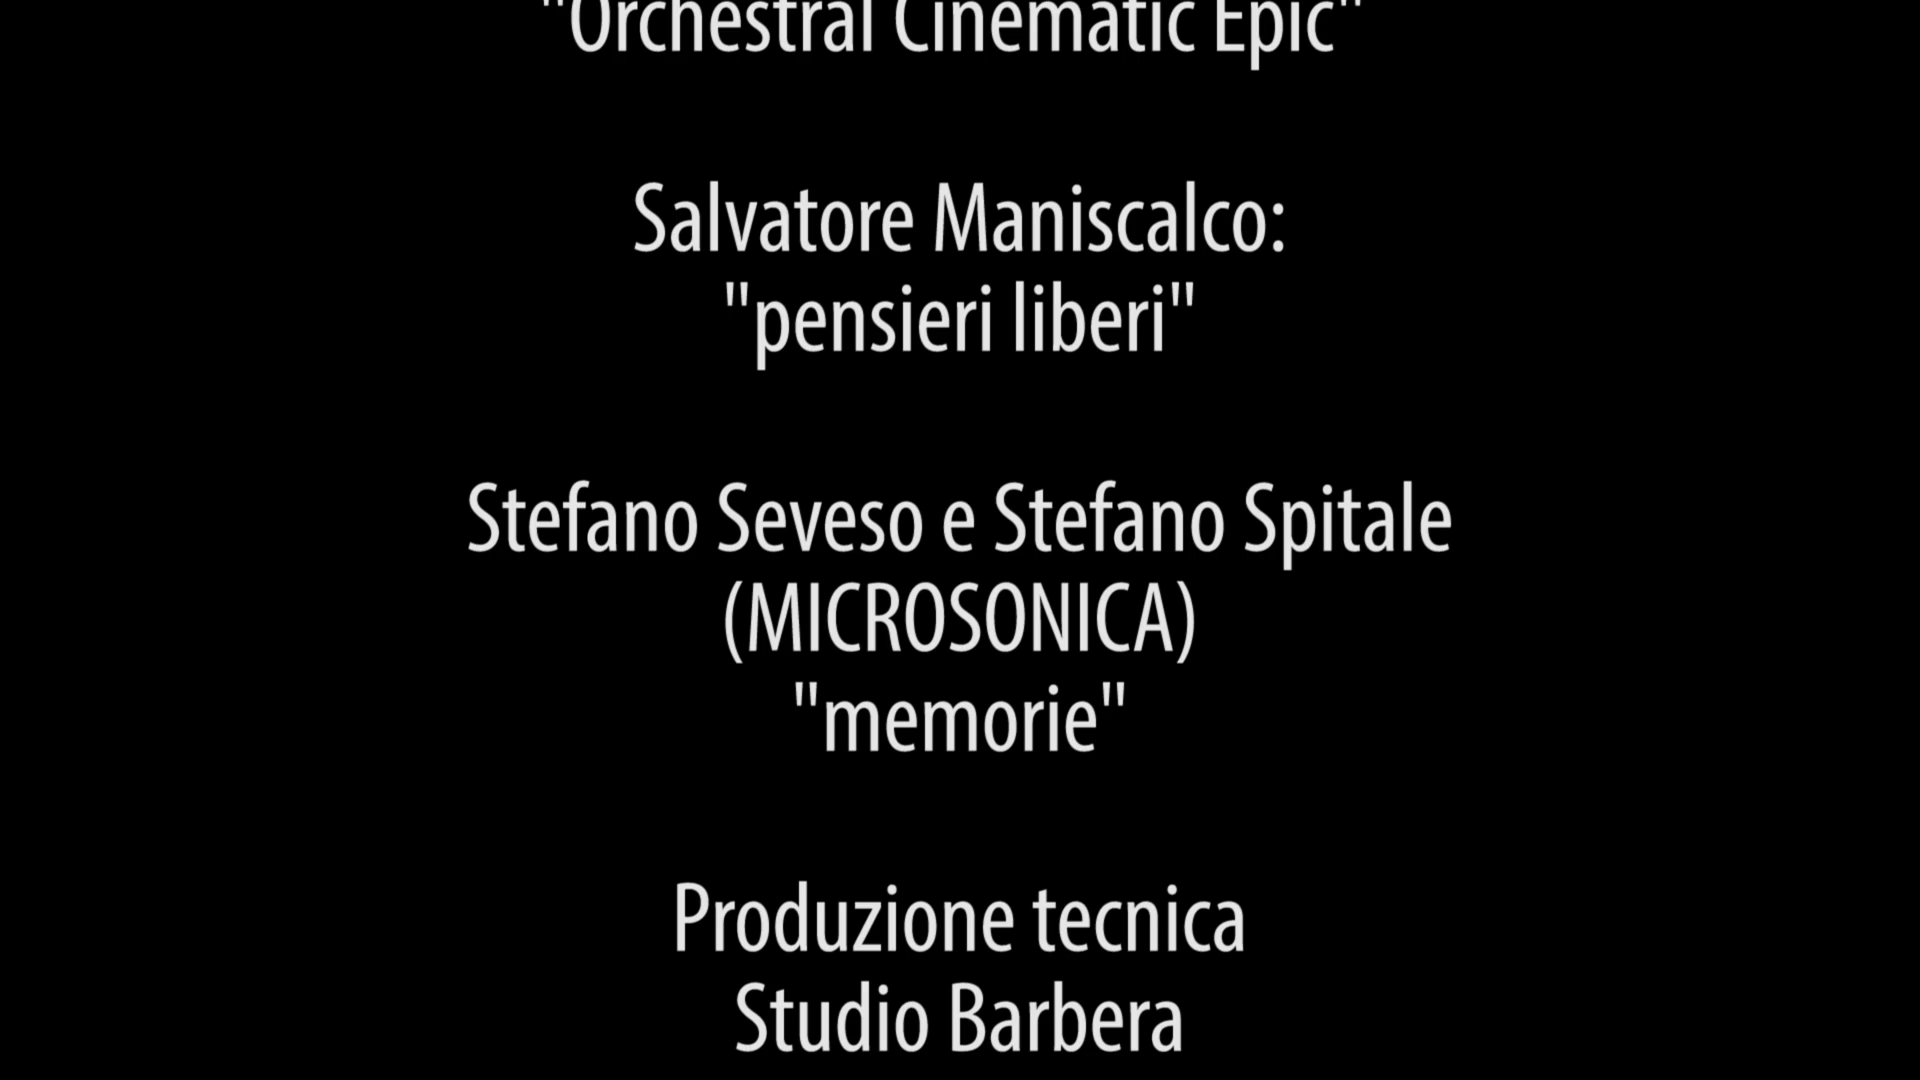 "Orchestral Cinematic Epic"
Salvatore Maniscalco:
"pensieri liberi"
Stefano Seveso e Stefano Spitale
(MICROSONICA)
"memorie"
Produzione tecnica
Studio Barbera